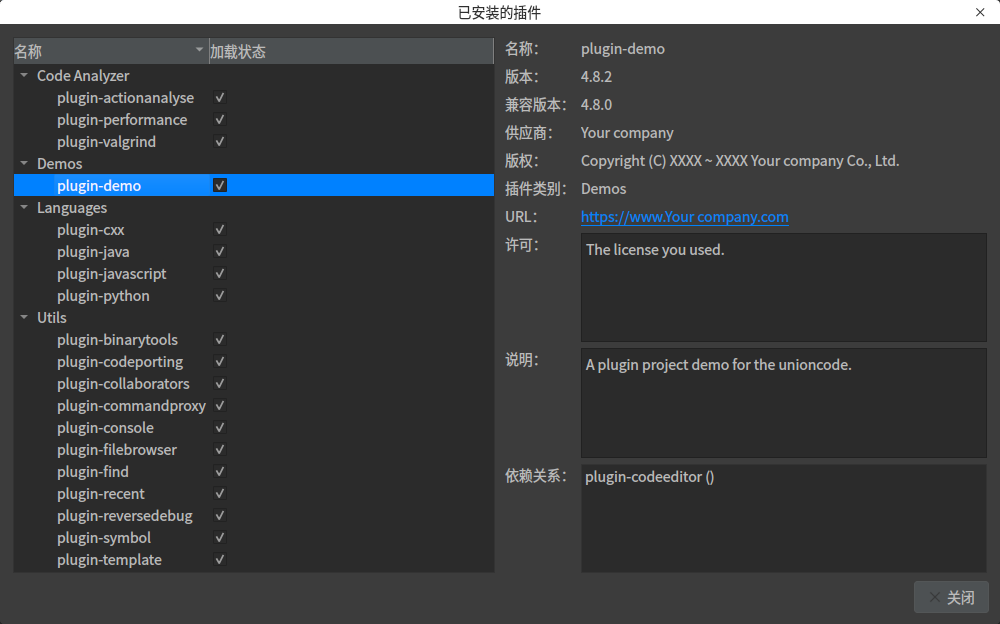 已安装的插件
名称
加载状态
Code Analyzer
plugin-actionanalyse
plugin-performance
plugin-valgrind
Demos
plugin-demo
Languages
plugin-cxx
plugin-java
plugin-javascript
plugin-python
Utils
plugin-binarytools
plugin-codeporting
plugin-collaborators
plugin-commandproxy
plugin-console
plugin-filebrowser
plugin-find
plugin-recent
plugin-reversedebug
plugin-symbol
plugin-template
名称： plugin-demo
版本： 4.8.2
兼容版本： 4.8.0
供应商： Your company
版权： Copyright (C) XXXX ~ XXXX Your company Co., Ltd.
插件类别： Demos
URL： https://www.Your company.com
许可： The license you used.
说明： A plugin project demo for the unioncode.
依赖关系： plugin-codeeditor ()
关闭